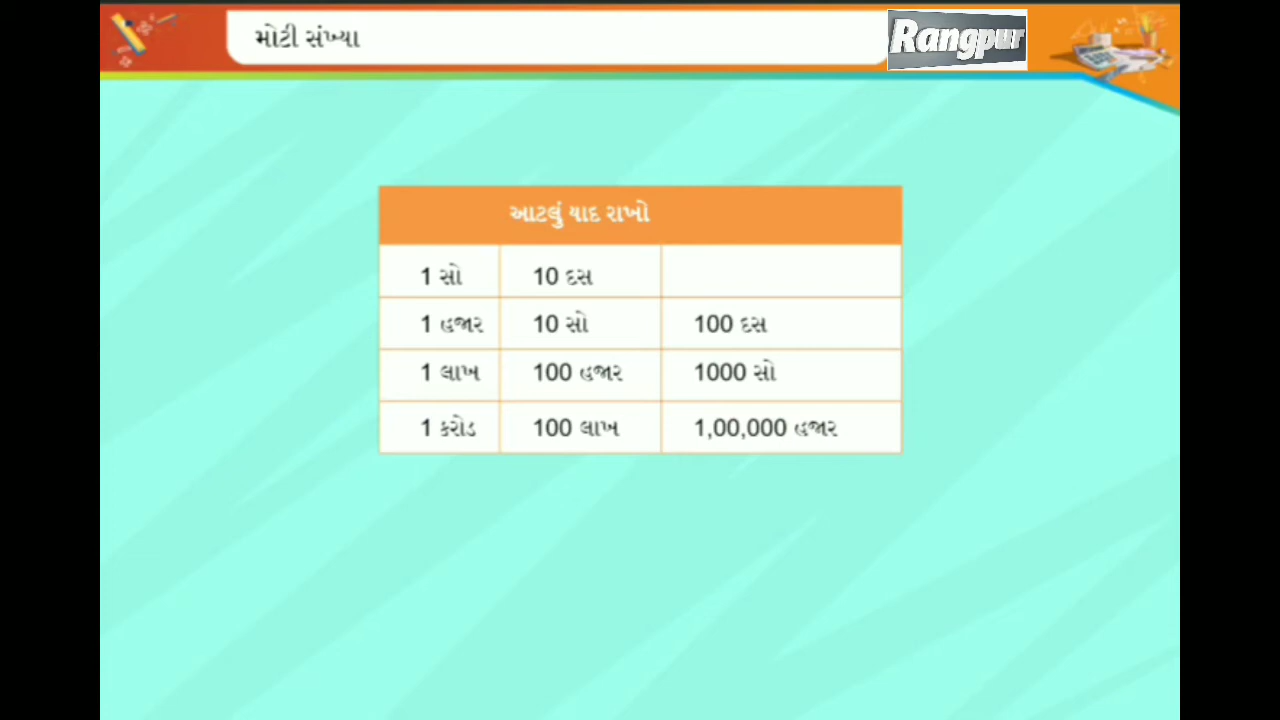 મોટી સંખ્યા
Rangpur
આટલું યાદ રાખો
1 સો 10 દસ
1 હજાર 10 સો 100 દસ
1 લાખ 100 હજાર 1000 સો
1 કરોડ 100 લાખ 1,00,000 હજાર